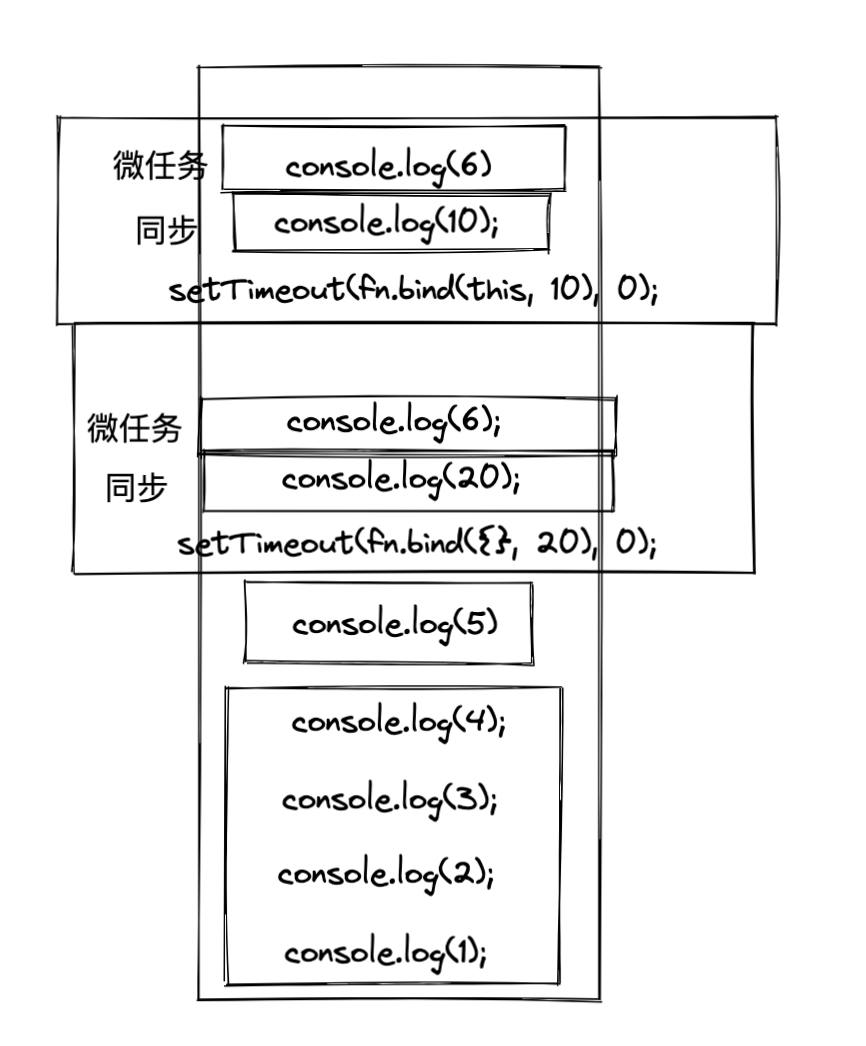 微任务 console.log(6)
同步 console.log(10);
setTimeout(fn.bind(this, 10), 0);
微任务 console.log(6);
同步 console.log(20);
setTimeout(fn.bind({}, 20), 0);
console.log(5)
console.log(4);
console.log(3);
console.log(2);
console.log(1);